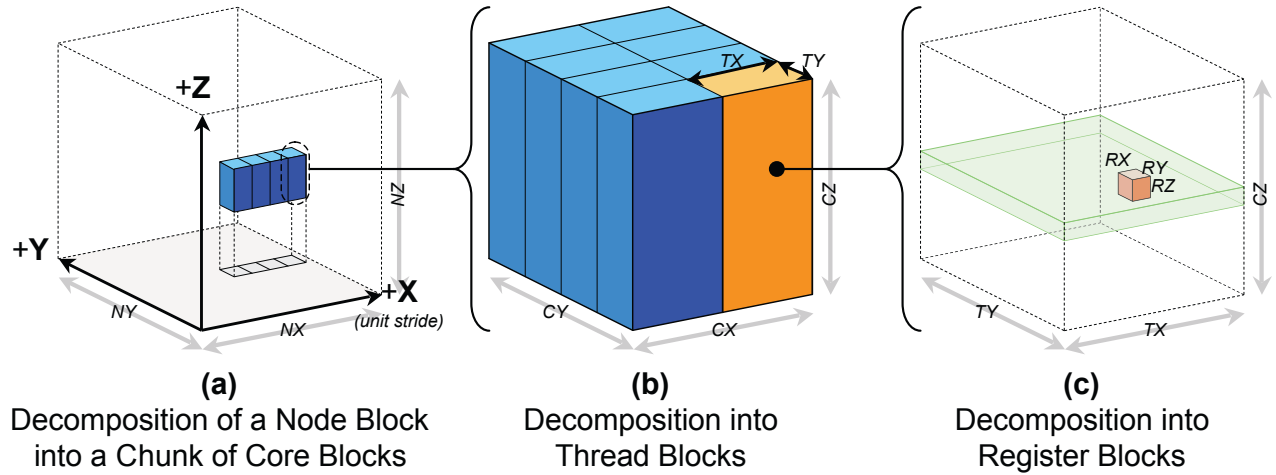 +Z
+Y
+X
(unit stride)
NY
NX
NZ
(a)
Decomposition of a Node Block
into a Chunk of Core Blocks
TX
TY
CZ
CY
CX
(b)
Decomposition into
Thread Blocks
RX
RY
RZ
CZ
TY
TX
(c)
Decomposition into
Register Blocks